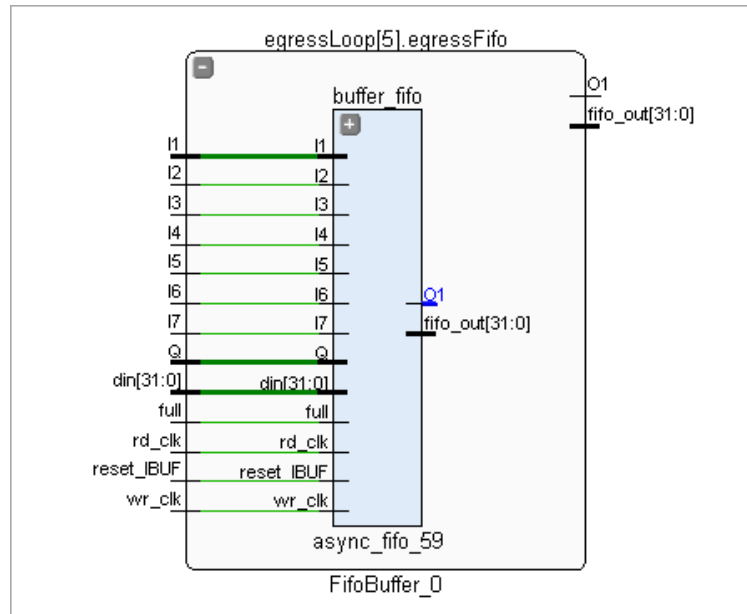 egressLoop[5].egressFifo
O1
buffer_fifo
fifo_out[31:0]
I1 I1
I2 I2
I3 I3
I4 I4
I5 I5
I6 I6
O1
I7 I7
fifo_out[31:0]
Q Q
din[31:0] din[31:0]
full full
rd_clk rd_clk
reset_IBUF reset_IBUF
wr_clk wr_clk
async_fifo_59
FifoBuffer_0